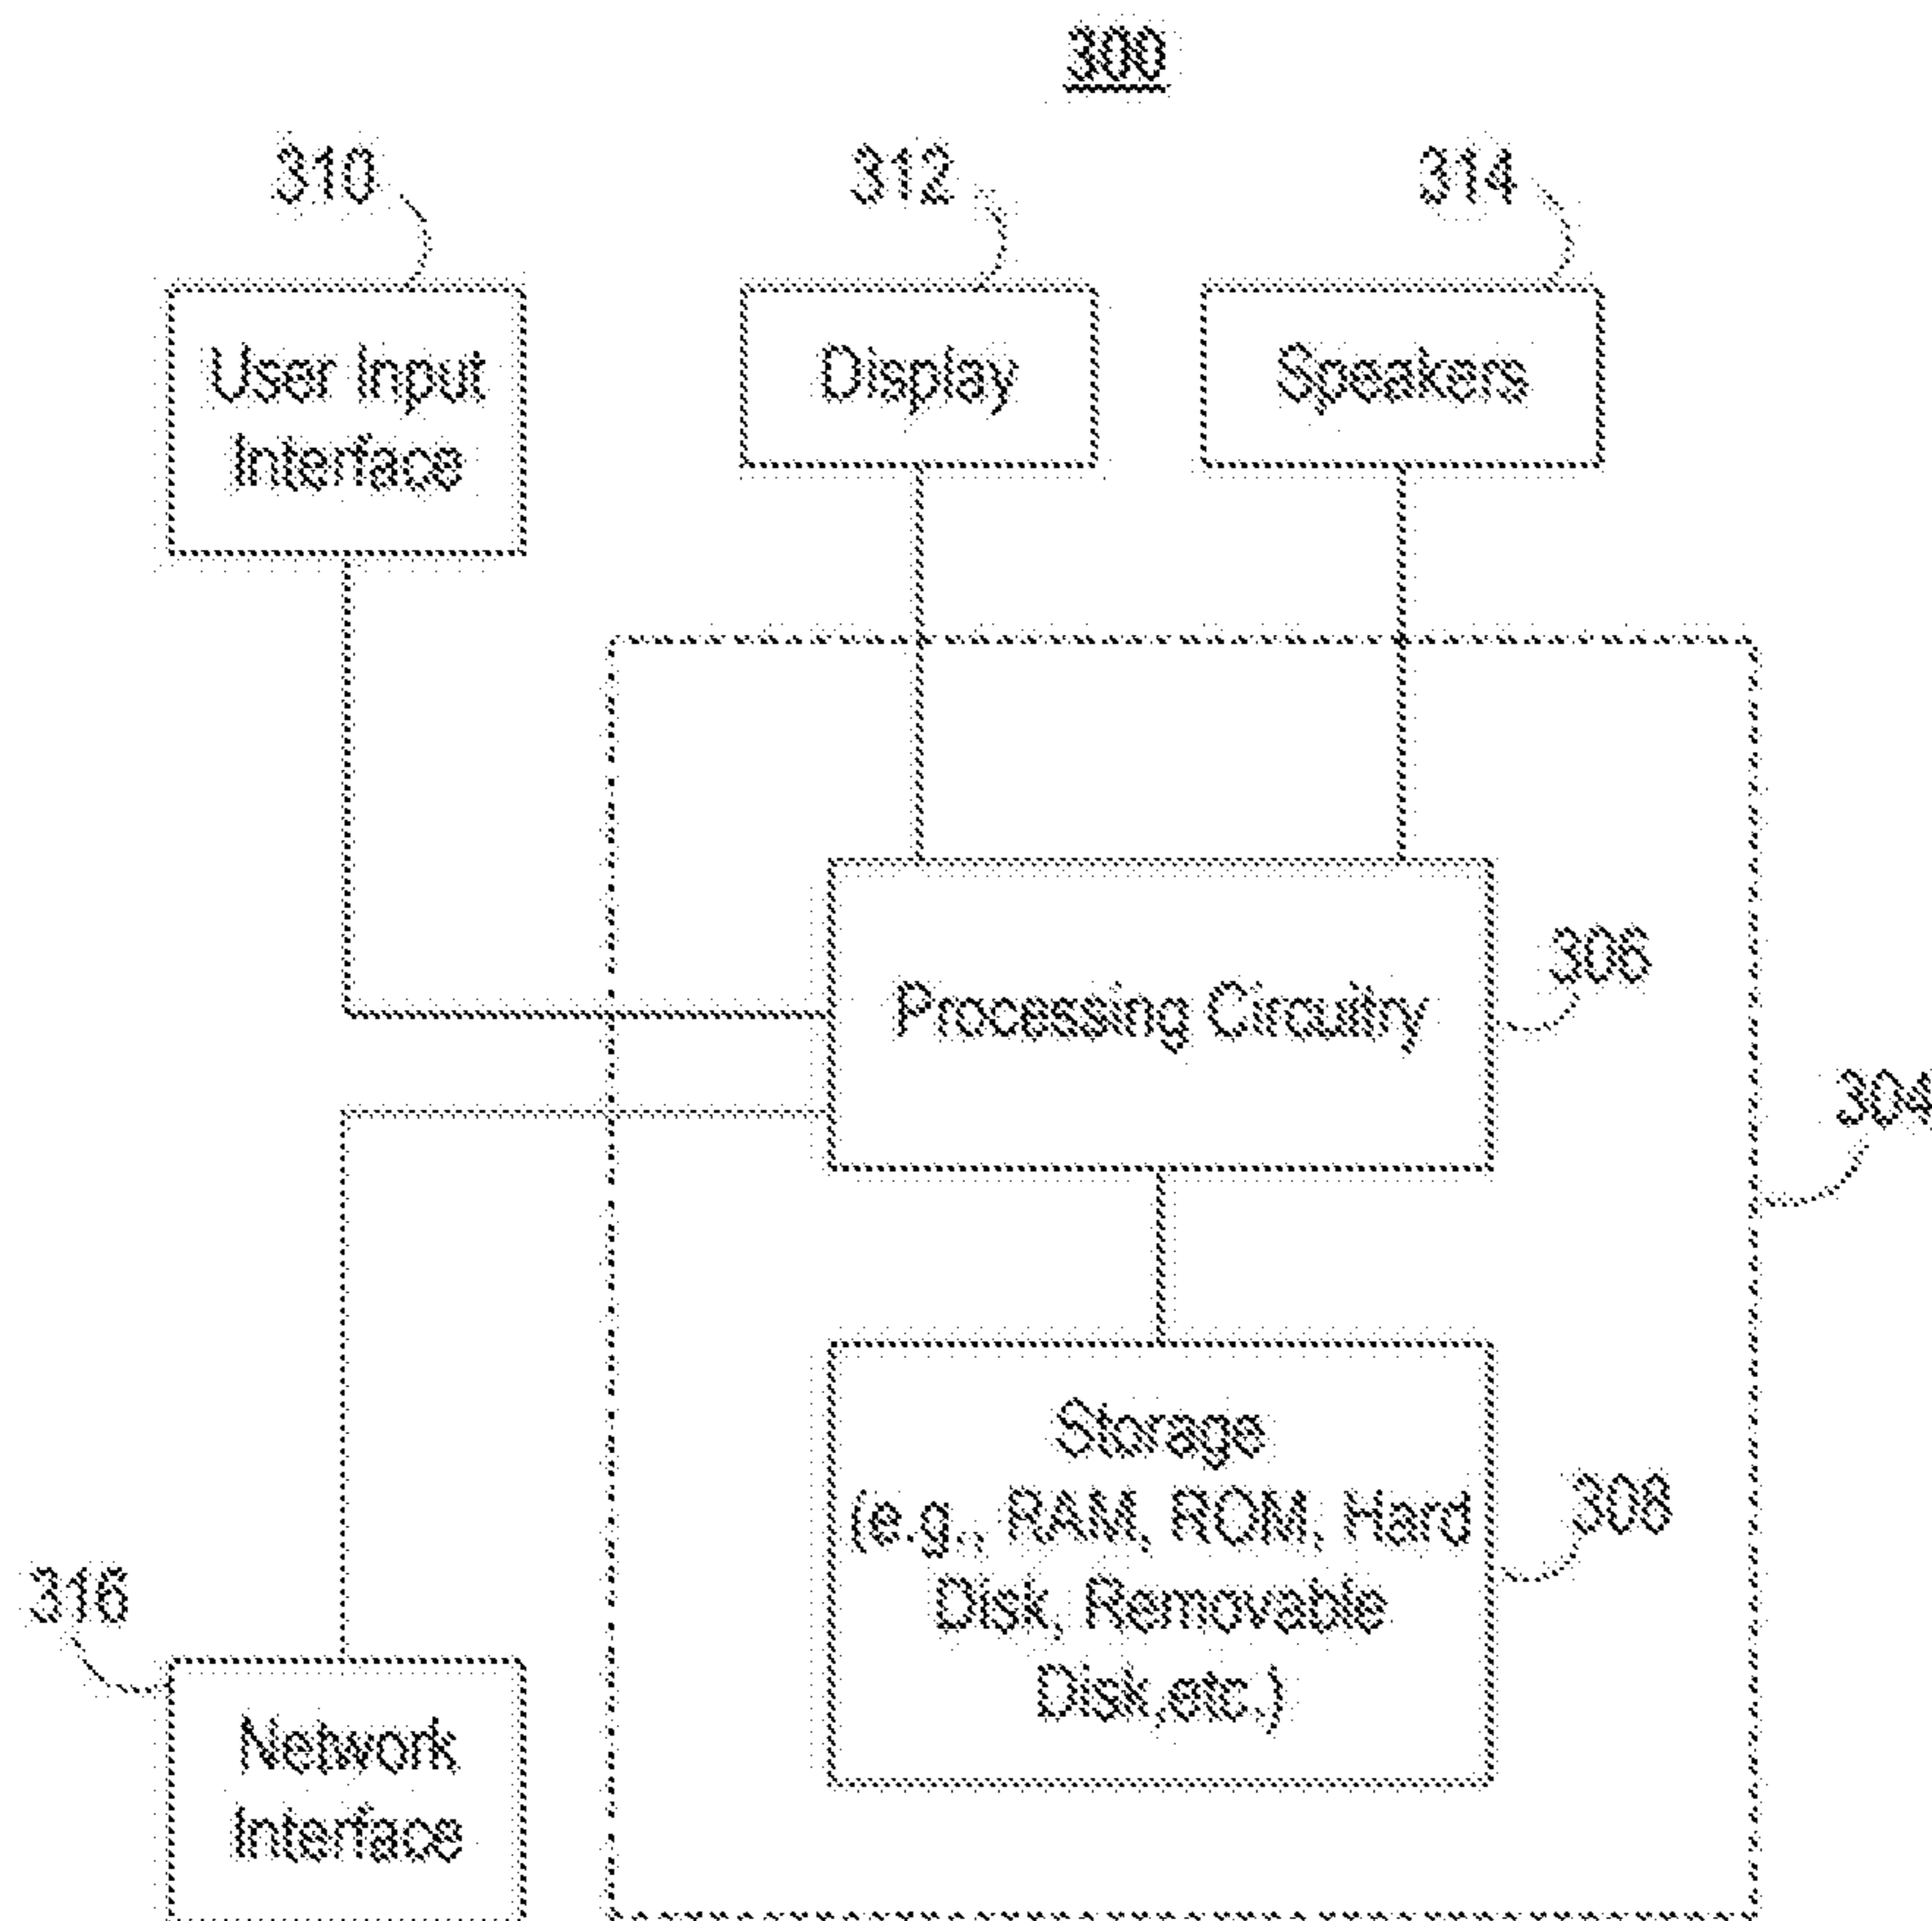 300
310
312
314
User Input
Interface
Display
Speakers
306
Processing Circuitry
304
Storage
(e.g., RAM, ROM, Hard
Disk, Removable
Disk,etc.)
308
316
Network
Interface